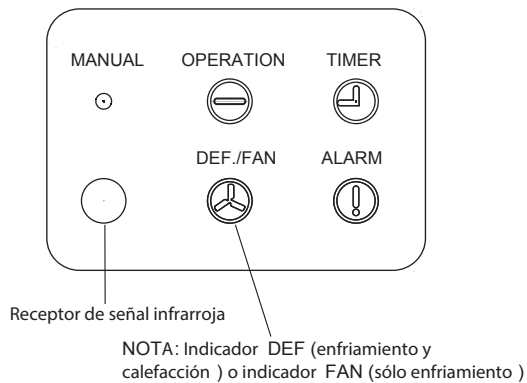 MANUAL OPERATION TIMER
DEF./FAN ALARM
Receptor de señal infrarroja
NOTA: Indicador DEF (enfriamiento y
calefacción ) o indicador FAN (sólo enfriamiento )